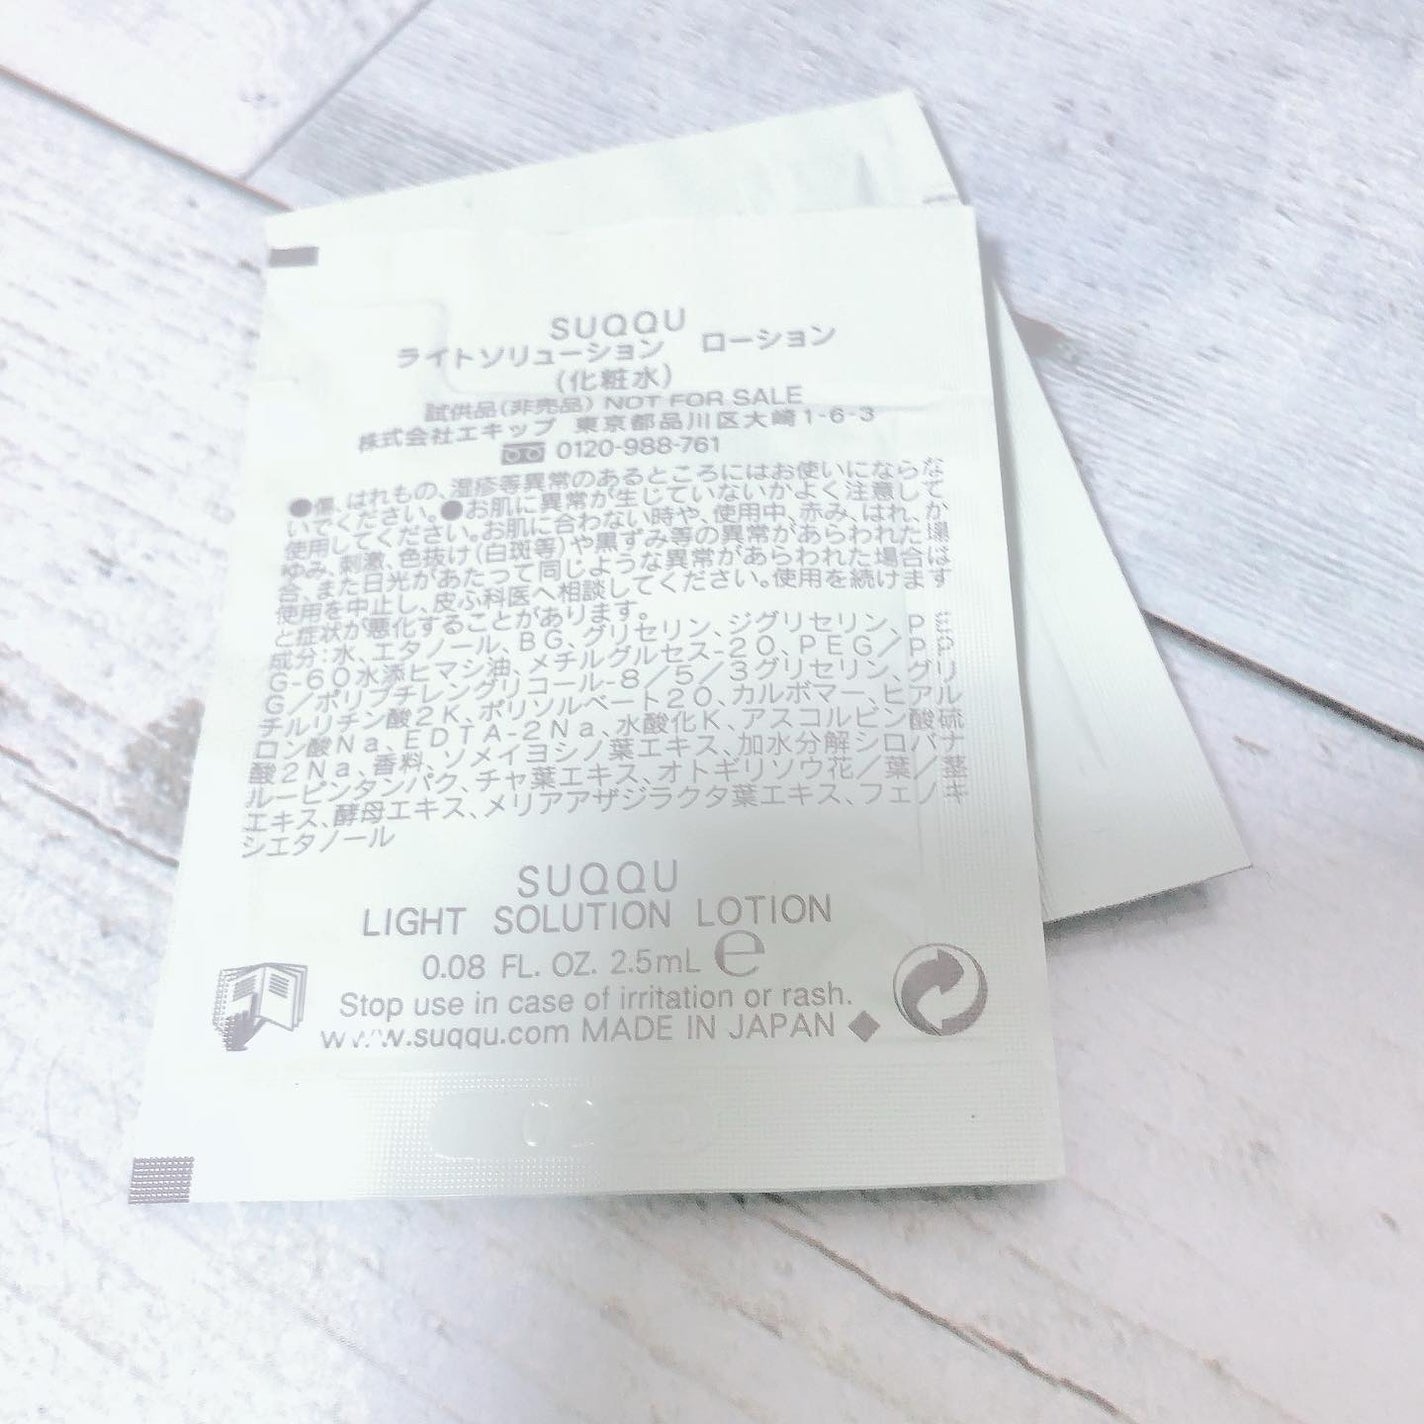 SUQQU
ライトソリューション ローション
(化粧水)
試供品(非売品) NOT FOR SALE
株式会社エキップ 東京都品川区大崎1-6-3
0120-988-761
●傷、はれもの、湿疹等異常のあるところにはお使いにならな
いでください。●お肌に異常が生じていないかよく注意して
使用してください。お肌に合わない時や、使用中、赤み、はれ、か
ゆみ、刺激、色抜け(白斑等)や黒ずみ等の異常があらわれた場
合、また日光があたって同じような異常があらわれた場合は
使用を中止し、皮ふ科医へ相談してください。使用を続けます
と症状が悪化することがあります。
成分:水、エタノール、BG、グリセリン、ジグリセリン、PE
G-60水添ヒマシ油、メチルグルセス-20、PEG/PP
G/ポリブチレングリコール-8/5/3グリセリン、グリ
チルリチン酸2K、ポリソルベート20、カルボマー、ヒアル
ロン酸Na、EDTA-2Na、水酸化K、アスコルビン酸硫
酸2Na、香料、ソメイヨシノ葉エキス、加水分解シロバナ
ルーピンタンパク、チャ葉エキス、オトギリソウ花/葉/茎
エキス、酵母エキス、メリアアザジラクタ葉エキス、フェノキ
シエタノール
SUQQU
LIGHT SOLUTION LOTION
0.08 FL. OZ. 2.5mL ℮
Stop use in case of irritation or rash.
www.suqqu.com MADE IN JAPAN ◆